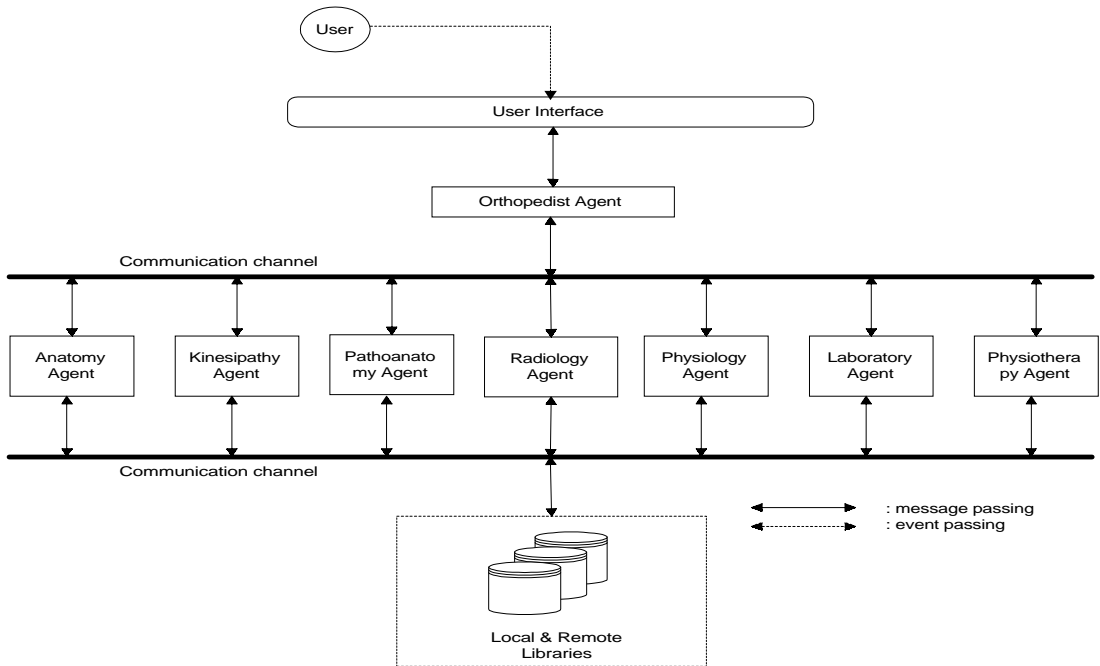 User
User Interface
Orthopedist Agent
Communication channel
Anatomy
Agent
Kinesipathy
Agent
Pathoanato
my Agent
Radiology
Agent
Physiology
Agent
Laboratory
Agent
Physiothera
py Agent
Communication channel
: message passing
: event passing
Local & Remote
Libraries